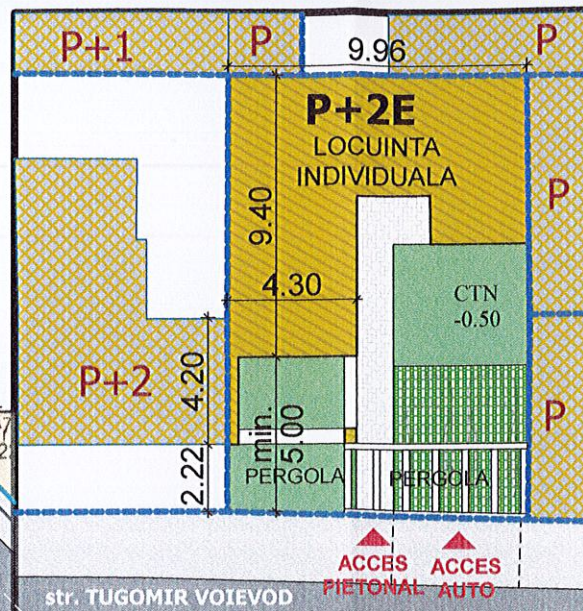 P+1
P
P
9.96
P+2E
LOCUINTA
INDIVIDUALA
P
9.40
4.30
CTN
-0.50
P+2
4.20
P
min.
5.00
2.22
PERGOLA
PERGOLA
ACCES
PIETONAL
ACCES
AUTO
str. TUGOMIR VOIEVOD